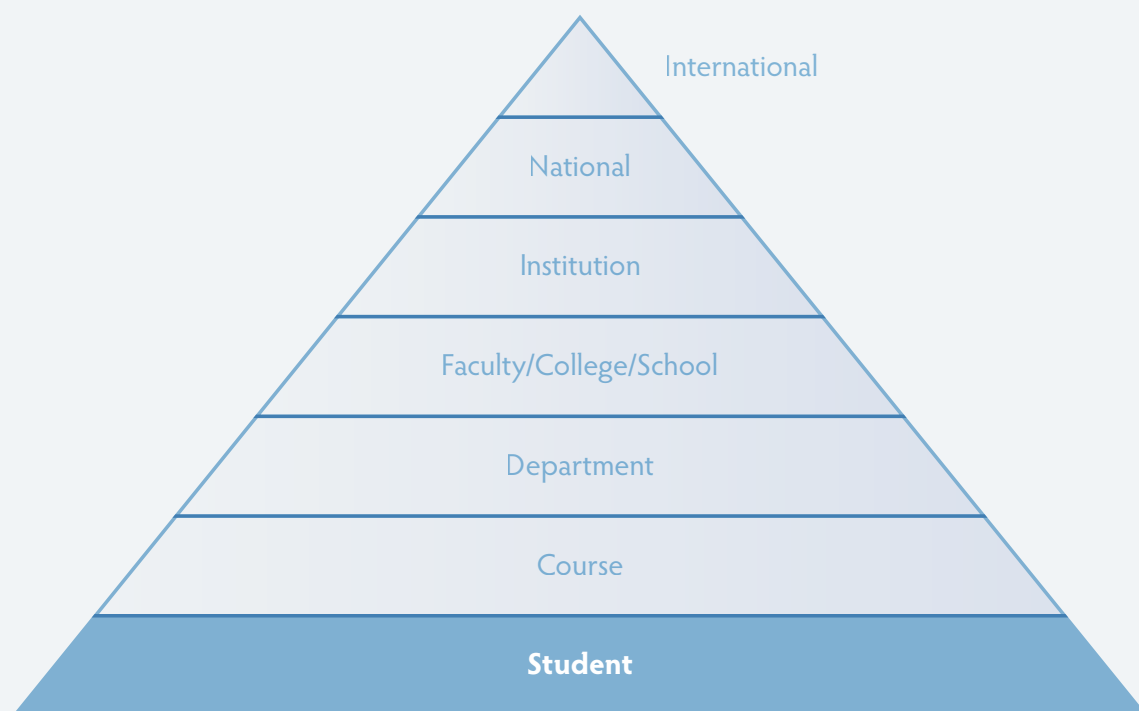 International
National
Institution
Faculty/College/School
Department
Course
Student